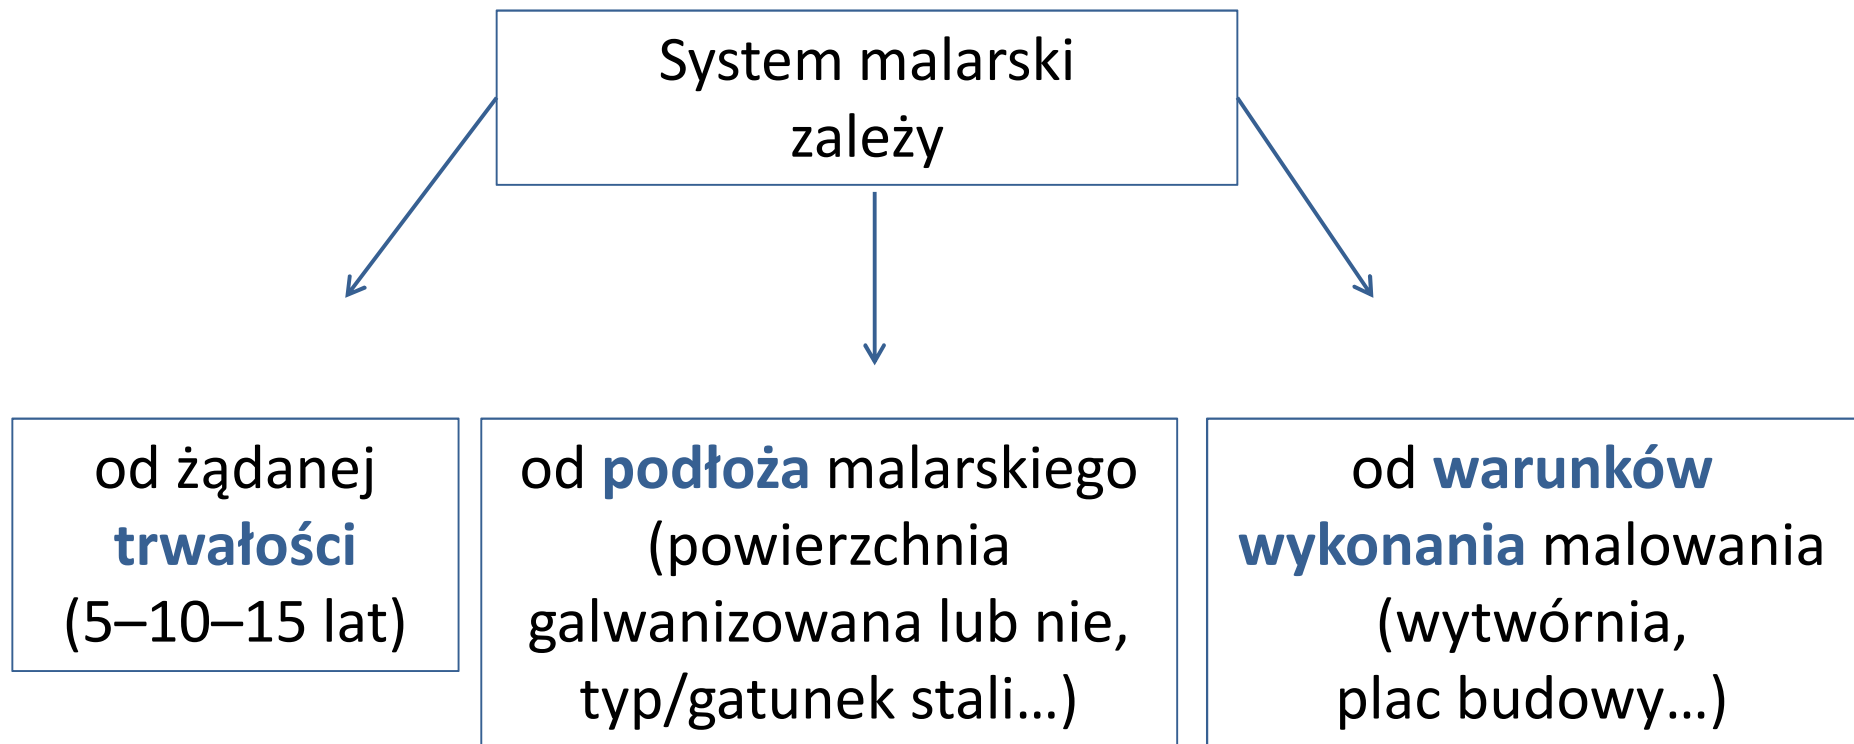 System malarski
zależy
od żądanej
trwałości
(5–10–15 lat)
od podłoża malarskiego
(powierzchnia
galwanizowana lub nie,
typ/gatunek stali...)
od warunków
wykonania malowania
(wytwórnia,
plac budowy...)